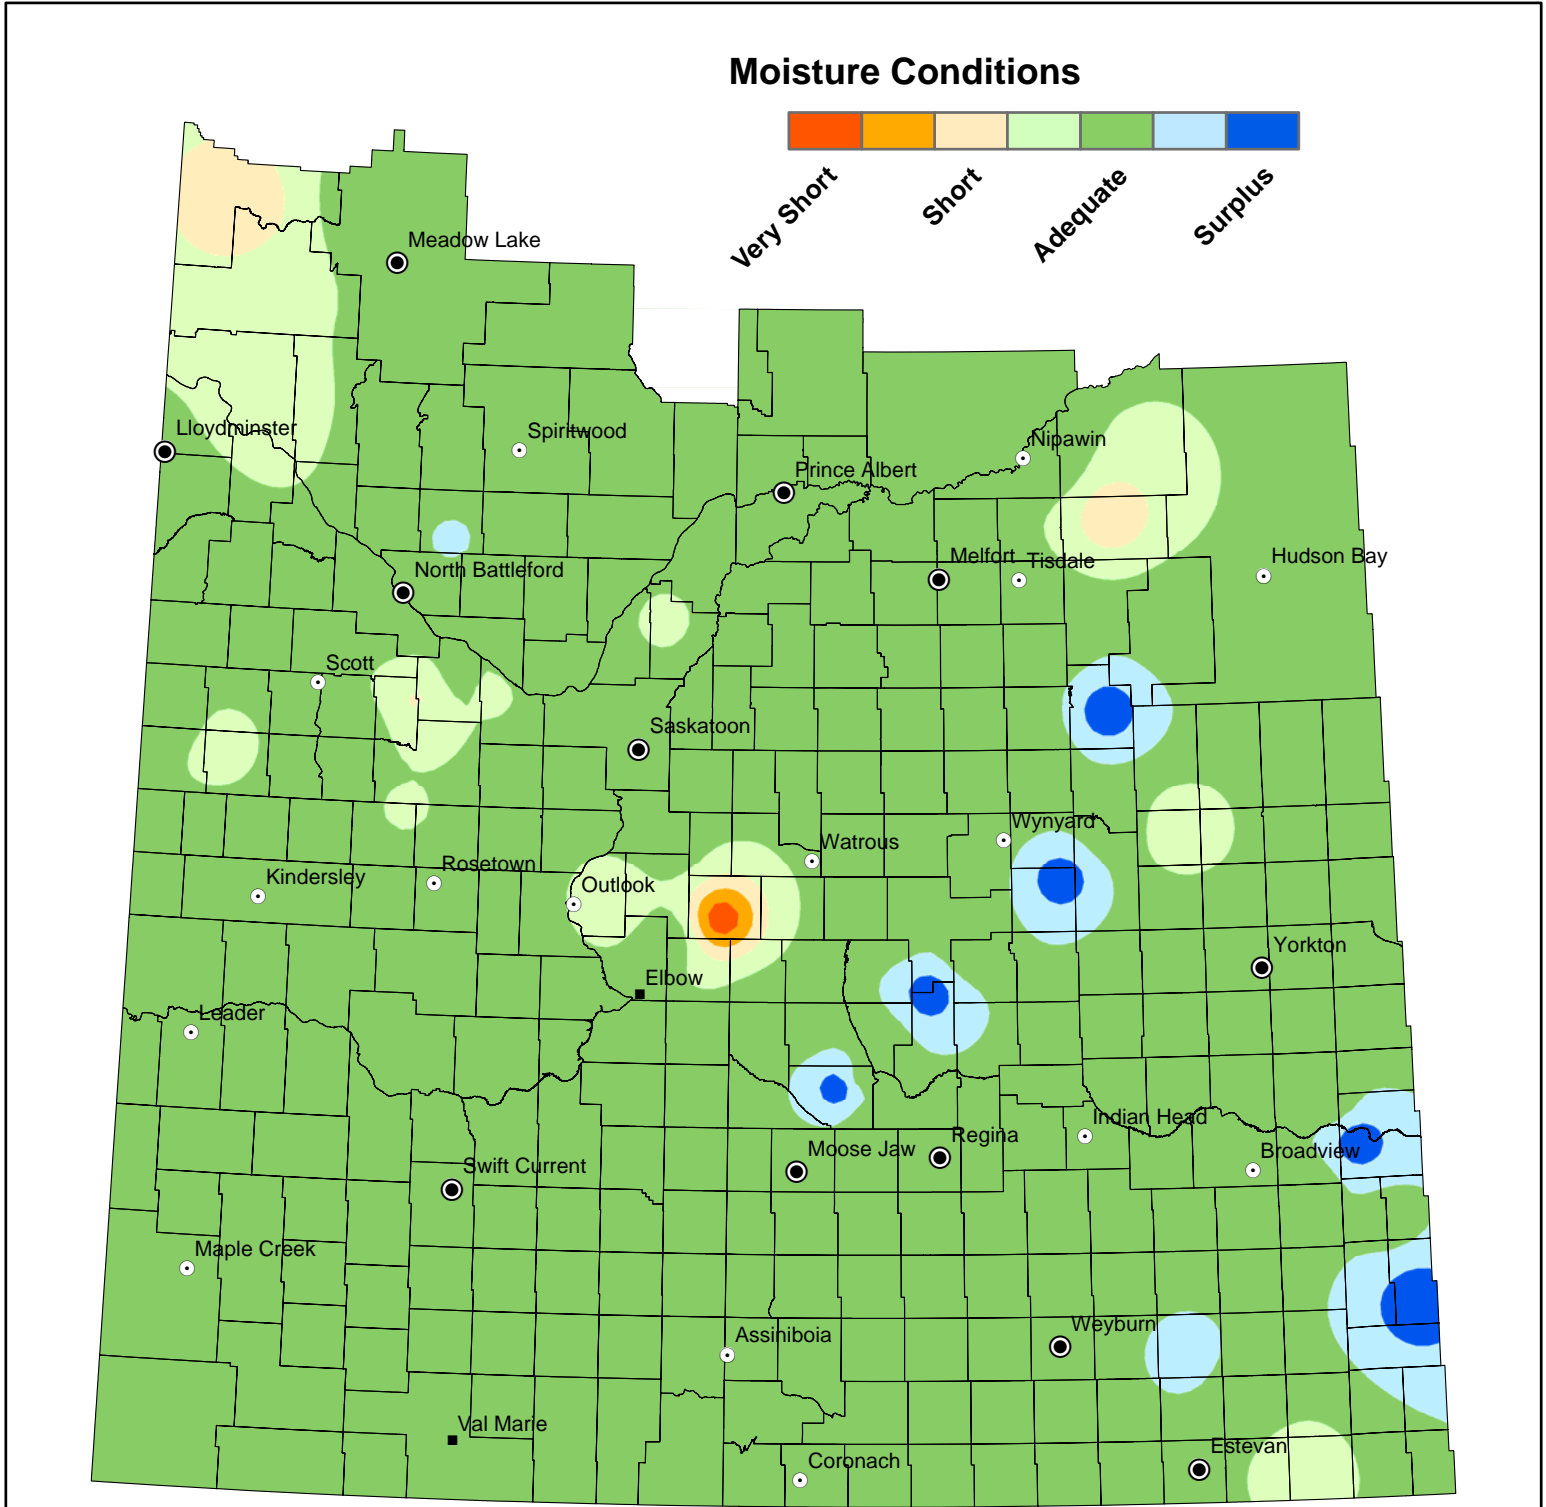 Moisture Conditions
Very Short
Short
Adequate
Surplus
Meadow Lake
Lloydminster
Spiritwood
Nipawin
Prince Albert
Melfort
Tisdale
Hudson Bay
North Battleford
Scott
Saskatoon
Wynyard
Watrous
Rosetown
Kindersley
Outlook
Yorkton
Elbow
Leader
Indian Head
Regina
Moose Jaw
Broadview
Swift Current
Maple Creek
Weyburn
Assiniboia
Val Marie
Estevan
Coronach